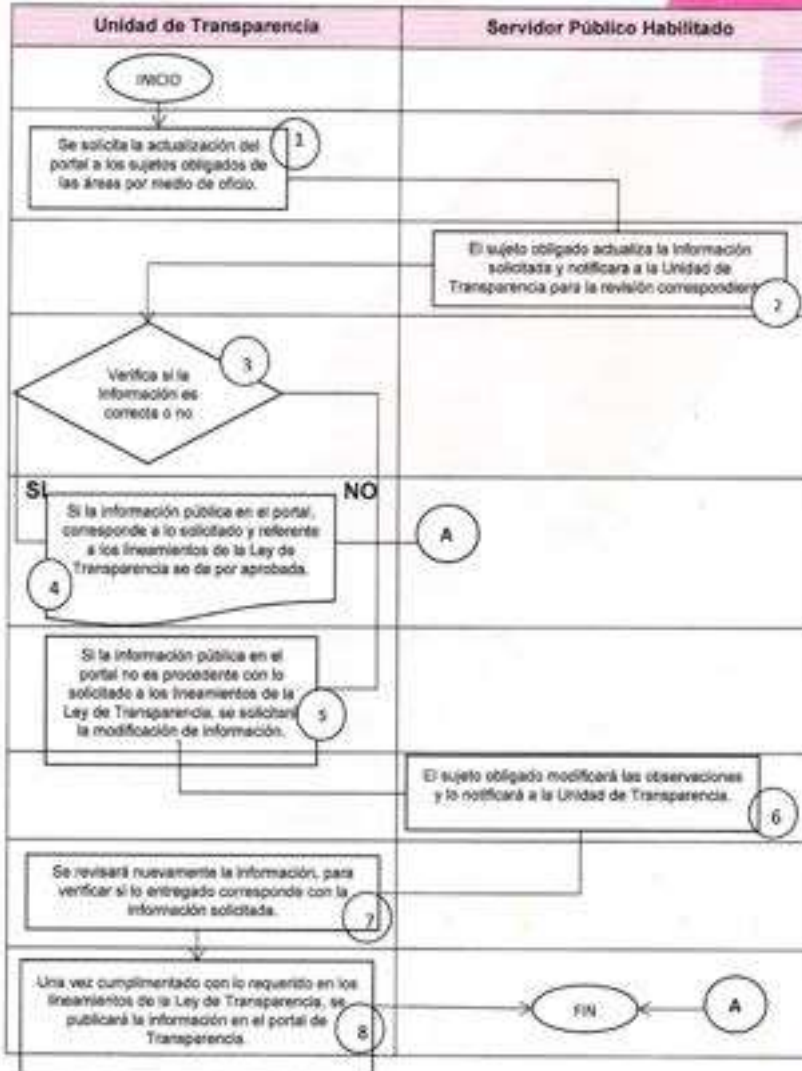 Unidad de Transparencia
Servidor Público Habilitado
INICIO
1
Se solicita la actualización del
portal a los sujetos obligados de
las áreas por medio de oficio.
El sujeto obligado actualiza la Información
solicitada y notificara a la Unidad de
Transparencia para la revisión correspondient
2
3
Verifica si la
Información es
correcta o no
SI
NO
Si la información pública en el portal,
corresponde a lo solicitado y referente
a los lineamientos de la Ley de
Transparencia se da por aprobada.
4
A
Si la información pública en el
portal no es procedente con lo
solicitado a los lineamientos de la
Ley de Transparencia, se solicitará
la modificación de información.
5
El sujeto obligado modificará las observaciones
y lo notificará a la Unidad de Transparencia.
6
Se revisará nuevamente la información, para
verificar si lo entregado corresponde con la
información solicitada.
7
Una vez cumplimentado con lo requerido en los
lineamientos de la Ley de Transparencia, se
publicará la información en el portal de
Transparencia.
8
FIN
A